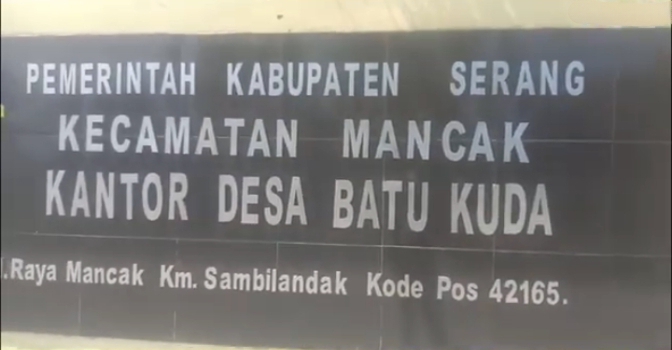 PEMERINTAH KABUPATEN SERANG
KECAMATAN MANCAK
KANTOR DESA BATU KUDA
.Raya Mancak Km. Sambilandak Kode Pos 42165.